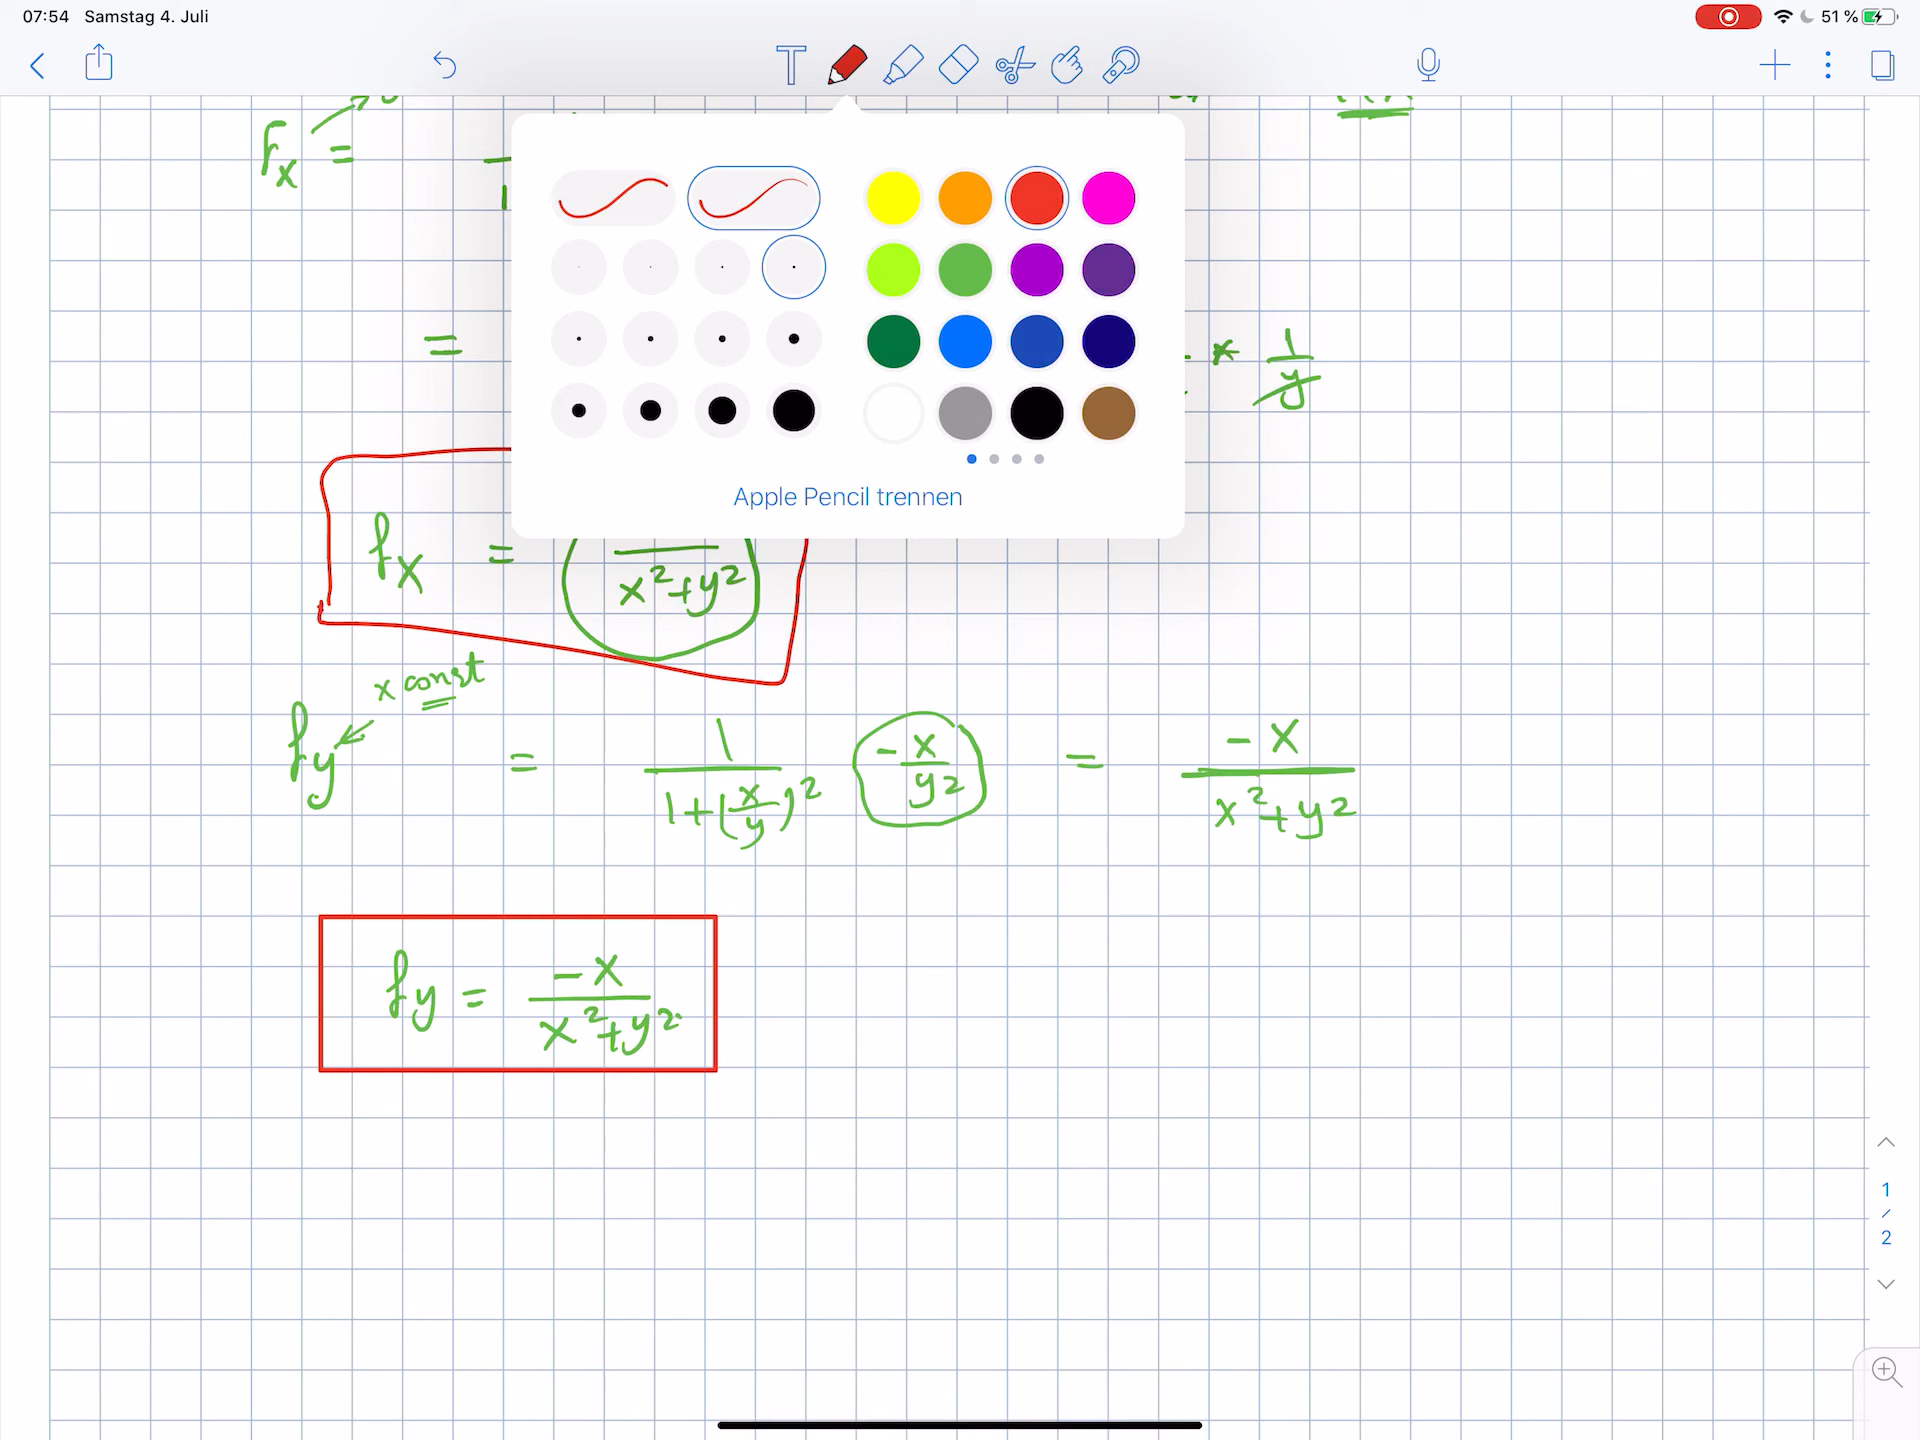 07:54 Samstag 4. Juli 51 %
fx =
= * 1/y
Apple Pencil trennen
fx = /(x²+y²)
x const
fy = 1/(1+(x/y)²) (-x/y²) = -x/(x²+y²)
fy = -x/(x²+y²)
1
/
2